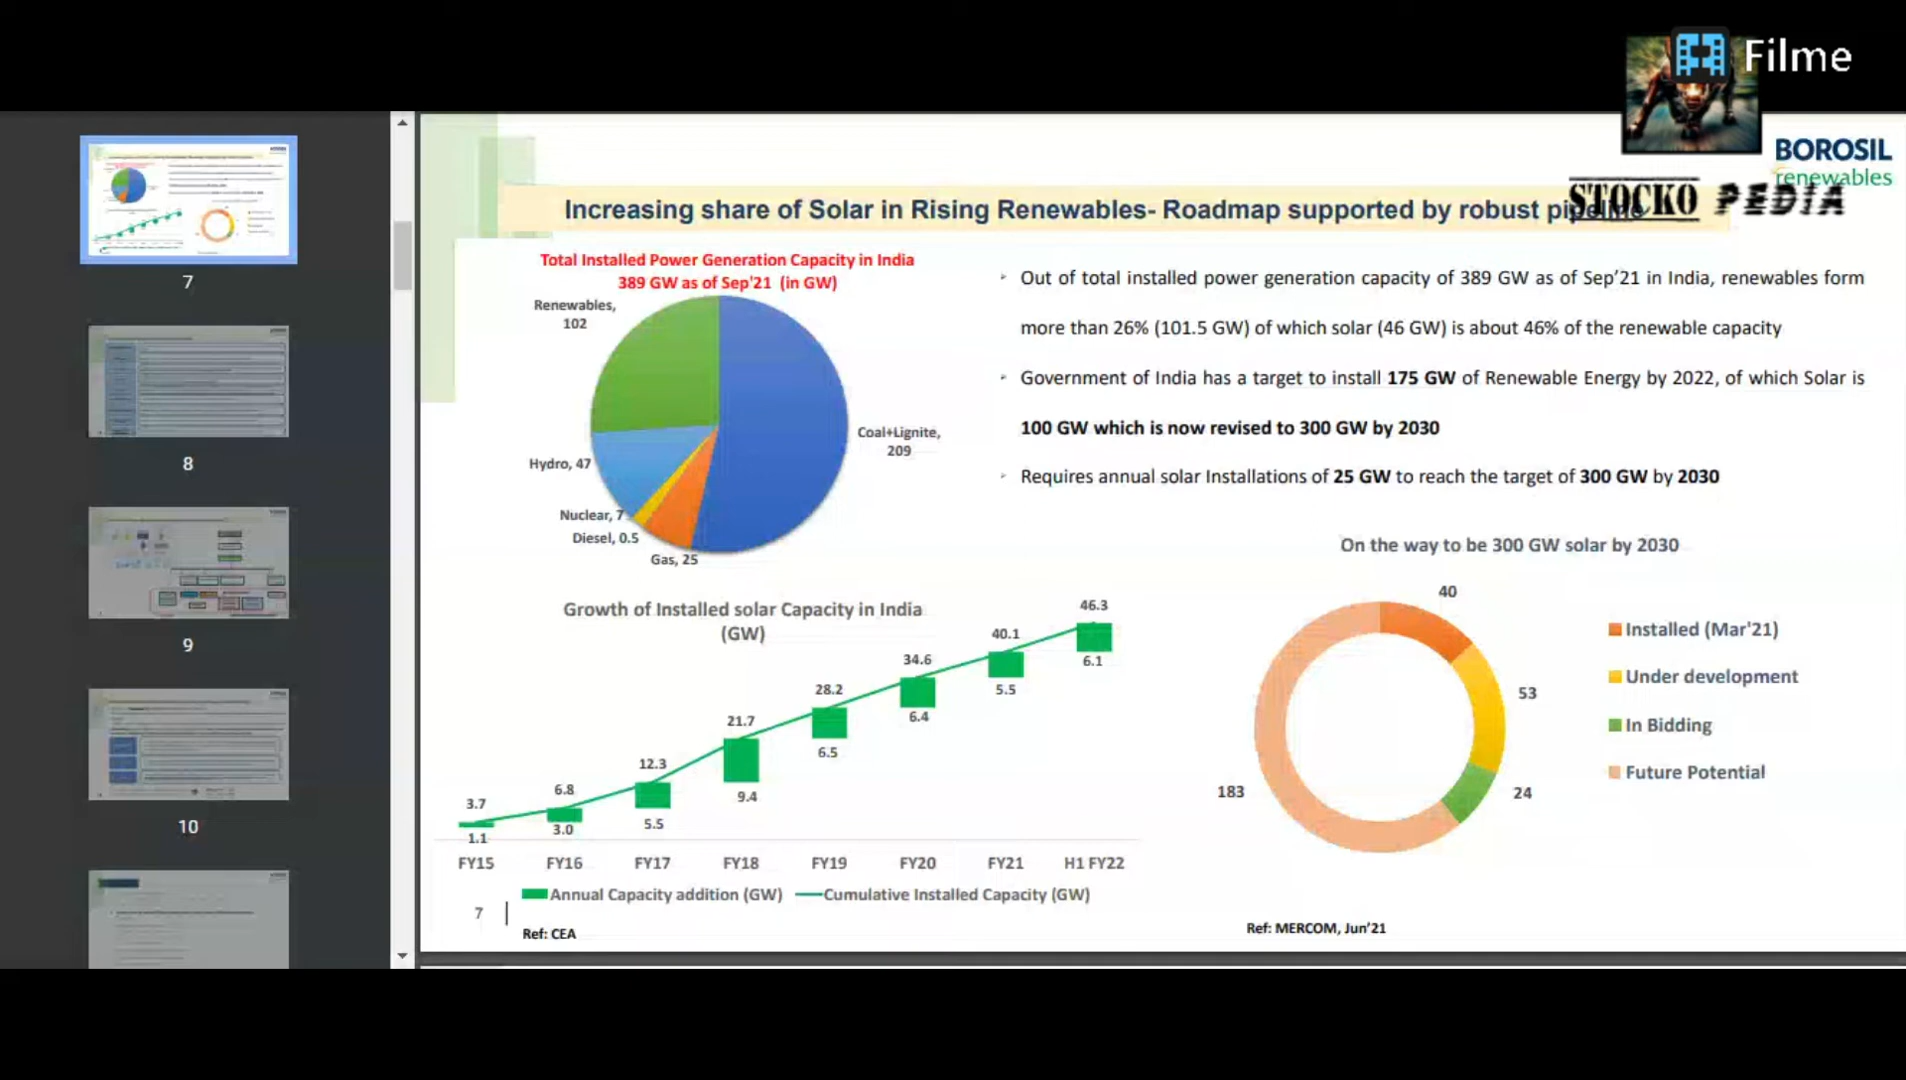 Filme
BOROSIL
renewables
STOCKO PEDIA
Increasing share of Solar in Rising Renewables- Roadmap supported by robust pipeline
Total Installed Power Generation Capacity in India
389 GW as of Sep'21 (in GW)
Renewables,
102
Coal+Lignite,
209
Hydro, 47
Nuclear, 7
Diesel, 0.5
Gas, 25
Out of total installed power generation capacity of 389 GW as of Sep'21 in India, renewables form
more than 26% (101.5 GW) of which solar (46 GW) is about 46% of the renewable capacity
Government of India has a target to install 175 GW of Renewable Energy by 2022, of which Solar is
100 GW which is now revised to 300 GW by 2030
Requires annual solar Installations of 25 GW to reach the target of 300 GW by 2030
Growth of Installed solar Capacity in India
(GW)
3.7
6.8
12.3
21.7
28.2
34.6
40.1
46.3
1.1
3.0
5.5
9.4
6.5
6.4
5.5
6.1
FY15 FY16 FY17 FY18 FY19 FY20 FY21 H1 FY22
Annual Capacity addition (GW) Cumulative Installed Capacity (GW)
7
Ref: CEA
On the way to be 300 GW solar by 2030
40
53
24
183
Installed (Mar'21)
Under development
In Bidding
Future Potential
Ref: MERCOM, Jun'21
7
8
9
10